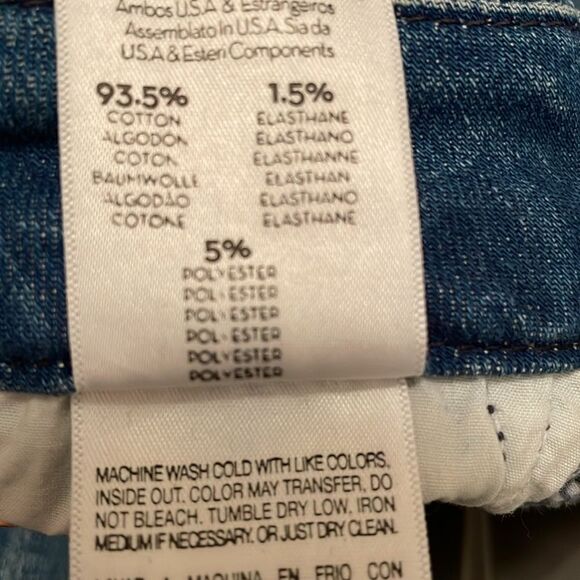 Ambos U.S.A & Estrangeiros
Assemblato In U.S.A. Sia da
U.S.A & Esteri Components
93.5% 1.5%
COTTON ELASTHANE
ALGODON ELASTHANO
COTON ELASTHANNE
BAUMWOLLE ELASTHAN
ALGODÃO ELASTHANO
COTONE ELASTHANE
5%
POLYESTER
POLYESTER
POLYESTER
POLYESTER
POLYESTER
POLYESTER
MACHINE WASH COLD WITH LIKE COLORS,
INSIDE OUT. COLOR MAY TRANSFER. DO
NOT BLEACH. TUMBLE DRY LOW. IRON
MEDIUM IF NECESSARY. OR JUST DRY CLEAN.
MAQUINA EN FRIO CON